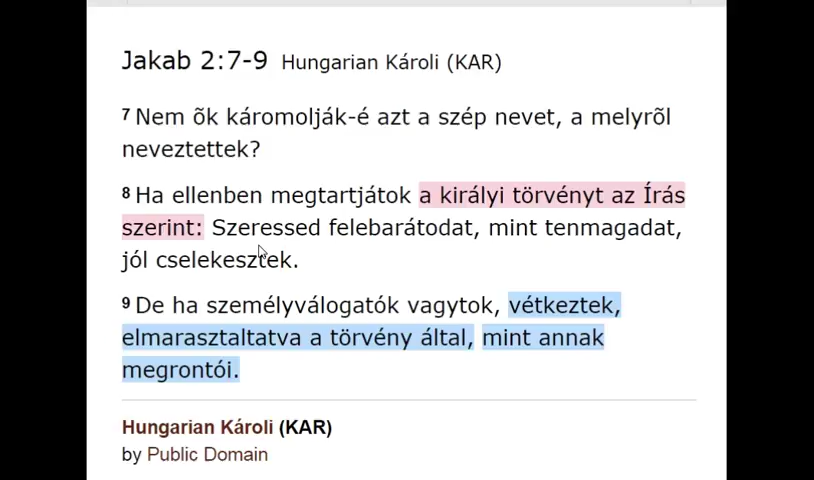 Jakab 2:7-9 Hungarian Károli (KAR)
7 Nem õk káromolják-é azt a szép nevet, a melyrõl
neveztettek?
8 Ha ellenben megtartjátok a királyi törvényt az Írás
szerint: Szeressed felebarátodat, mint tenmagadat,
jól cselekesztek.
9 De ha személyválogatók vagytok, vétkeztek,
elmarasztaltatva a törvény által, mint annak
megrontói.
Hungarian Károli (KAR)
by Public Domain